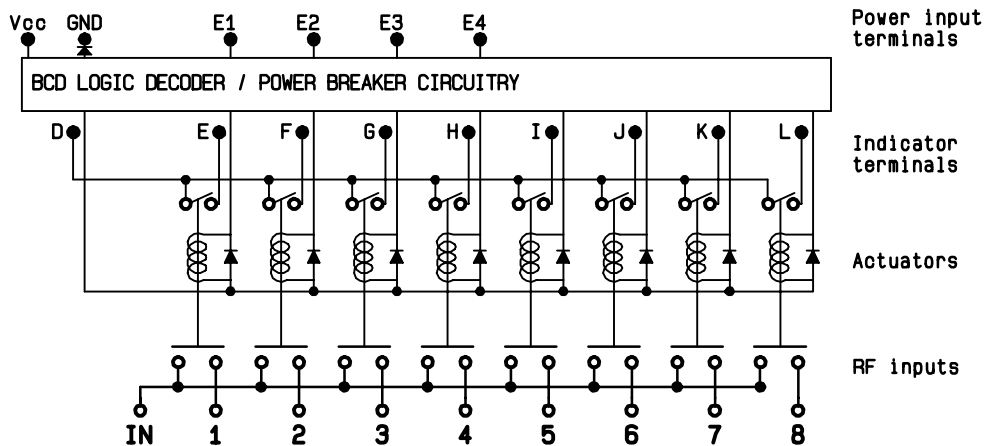 Vcc GND E1 E2 E3 E4 Power input
terminals
BCD LOGIC DECODER / POWER BREAKER CIRCUITRY
D E F G H I J K L Indicator
terminals
Actuators
RF inputs
IN 1 2 3 4 5 6 7 8